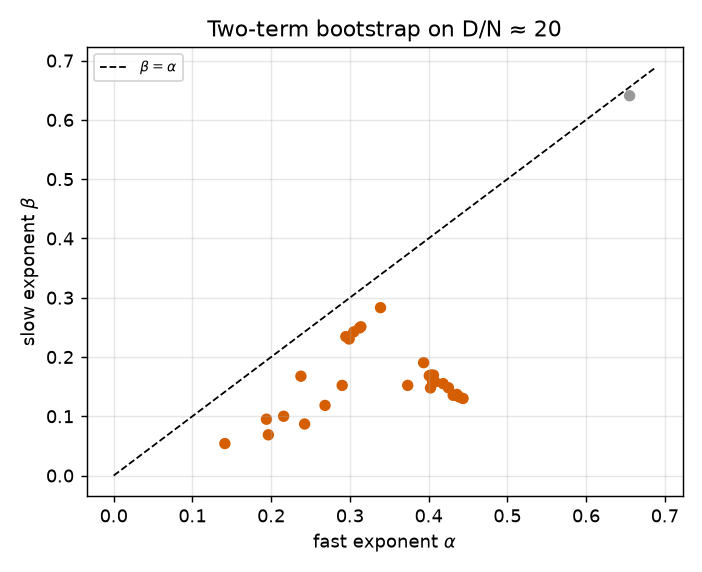 Two-term bootstrap on D/N ≈ 20
β = α
0.7
0.6
0.5
0.4
0.3
0.2
0.1
0.0
slow exponent β
0.0 0.1 0.2 0.3 0.4 0.5 0.6 0.7
fast exponent α